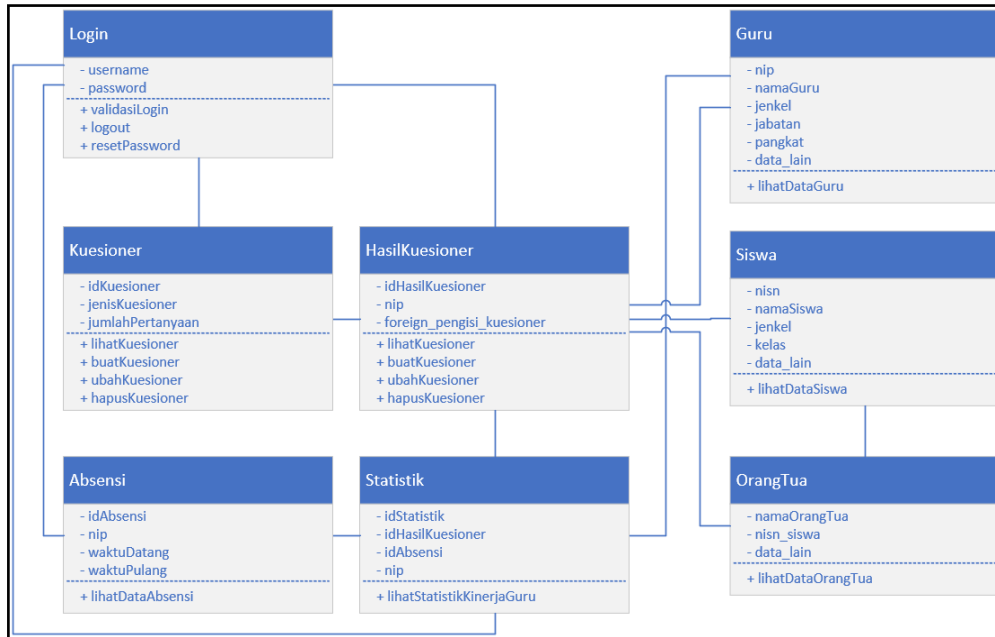 Login
- username
- password
+ validasiLogin
+ logout
+ resetPassword
Guru
- nip
- namaGuru
- jenkel
- jabatan
- pangkat
- data_lain
+ lihatDataGuru
Kuesioner
- idKuesioner
- jenisKuesioner
- jumlahPertanyaan
+ lihatKuesioner
+ buatKuesioner
+ ubahKuesioner
+ hapusKuesioner
HasilKuesioner
- idHasilKuesioner
- nip
- foreign_pengisi_kuesioner
+ lihatKuesioner
+ buatKuesioner
+ ubahKuesioner
+ hapusKuesioner
Siswa
- nisn
- namaSiswa
- jenkel
- kelas
- data_lain
+ lihatDataSiswa
Absensi
- idAbsensi
- nip
- waktuDatang
- waktuPulang
+ lihatDataAbsensi
Statistik
- idStatistik
- idHasilKuesioner
- idAbsensi
- nip
+ lihatStatistikKinerjaGuru
OrangTua
- namaOrangTua
- nisn_siswa
- data_lain
+ lihatDataOrangTua